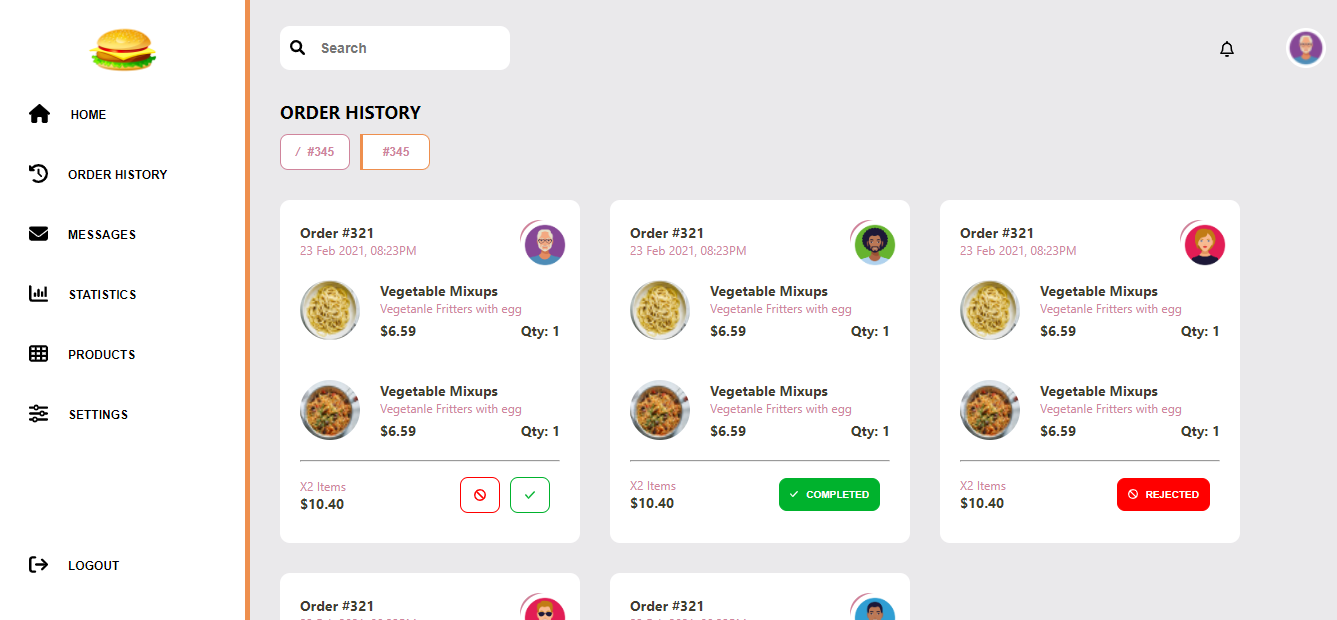 Search
HOME
ORDER HISTORY
MESSAGES
STATISTICS
PRODUCTS
SETTINGS
LOGOUT
ORDER HISTORY
/ #345
#345
Order #321
23 Feb 2021, 08:23PM
Vegetable Mixups
Vegetanle Fritters with egg
$6.59 Qty: 1
Vegetable Mixups
Vegetanle Fritters with egg
$6.59 Qty: 1
X2 Items
$10.40
Order #321
23 Feb 2021, 08:23PM
Vegetable Mixups
Vegetanle Fritters with egg
$6.59 Qty: 1
Vegetable Mixups
Vegetanle Fritters with egg
$6.59 Qty: 1
X2 Items
$10.40
COMPLETED
Order #321
23 Feb 2021, 08:23PM
Vegetable Mixups
Vegetanle Fritters with egg
$6.59 Qty: 1
Vegetable Mixups
Vegetanle Fritters with egg
$6.59 Qty: 1
X2 Items
$10.40
REJECTED
Order #321
Order #321